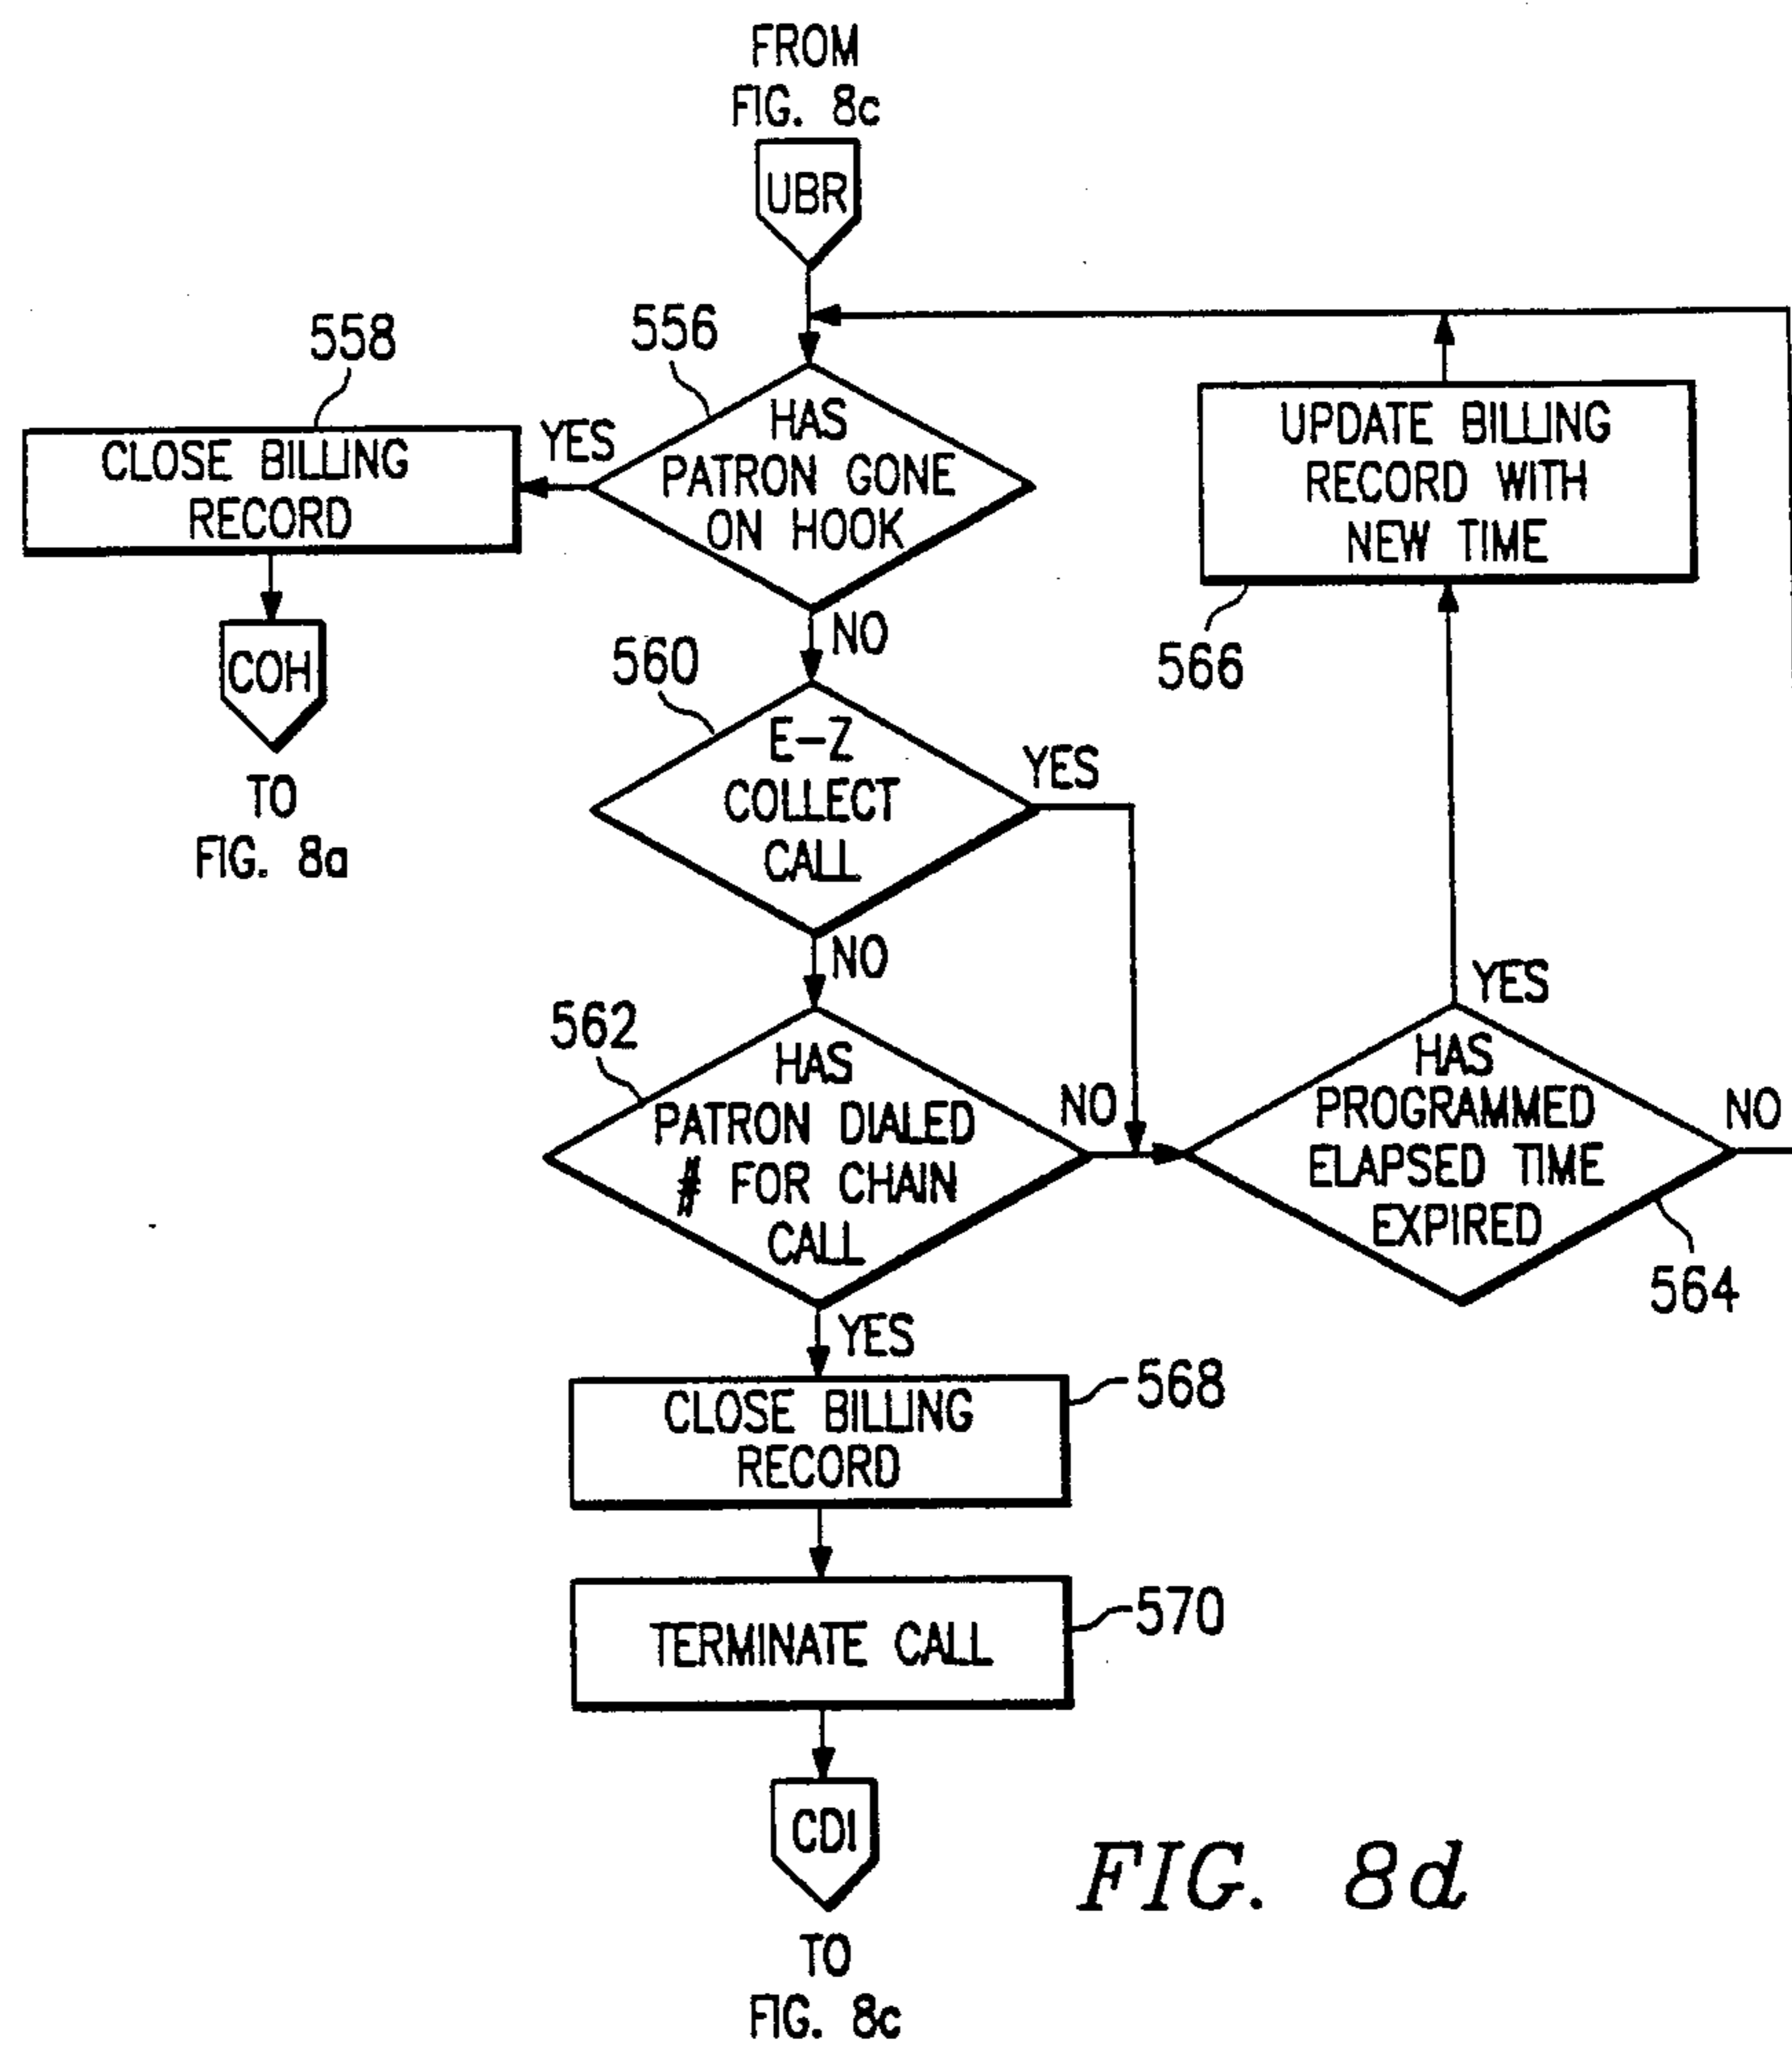 FROM
FIG. 8c
UBR
558
556
YES
CLOSE BILLING
RECORD
HAS
PATRON GONE
ON HOOK
UPDATE BILLING
RECORD WITH
NEW TIME
566
NO
COH
TO
FIG. 8a
560
E-Z
COLLECT
CALL
YES
NO
562
HAS
PATRON DIALED
# FOR CHAIN
CALL
NO
YES
HAS
PROGRAMMED
ELAPSED TIME
EXPIRED
NO
564
YES
CLOSE BILLING
RECORD
568
TERMINATE CALL
570
CDI
TO
FIG. 8c
FIG. 8d